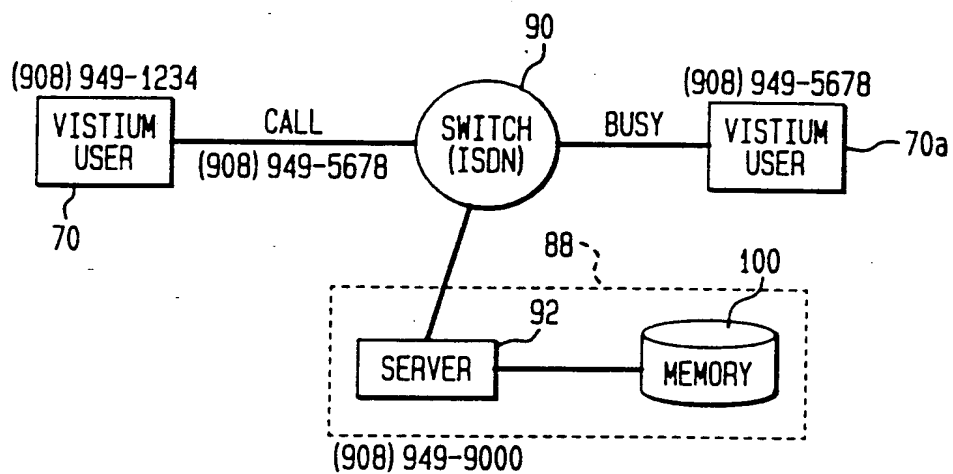 90
(908) 949-1234
(908) 949-5678
VISTIUM
USER
CALL
(908) 949-5678
SWITCH
(ISDN)
BUSY
VISTIUM
USER
70a
70
88
100
92
SERVER
MEMORY
(908) 949-9000